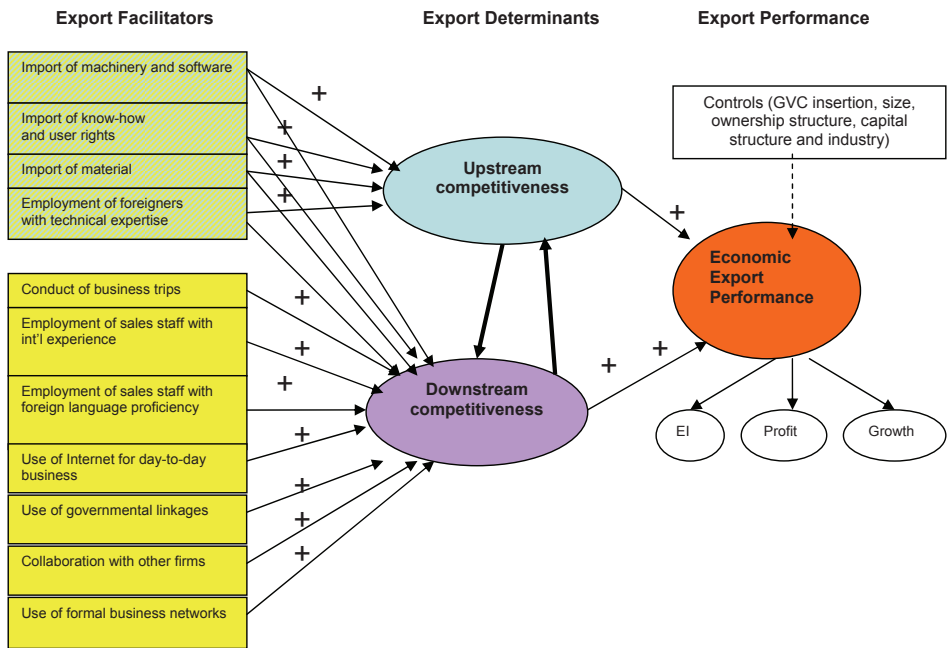 Export Facilitators
Export Determinants
Export Performance
Import of machinery and software
Import of know-how
and user rights
Import of material
Employment of foreigners
with technical expertise
Conduct of business trips
Employment of sales staff with
int'l experience
Employment of sales staff with
foreign language proficiency
Use of Internet for day-to-day
business
Use of governmental linkages
Collaboration with other firms
Use of formal business networks
+
+
+
+
+
+
+
+
+
+
+
Upstream
competitiveness
Downstream
competitiveness
+
+
+
Controls (GVC insertion, size,
ownership structure, capital
structure and industry)
Economic
Export
Performance
EI
Profit
Growth